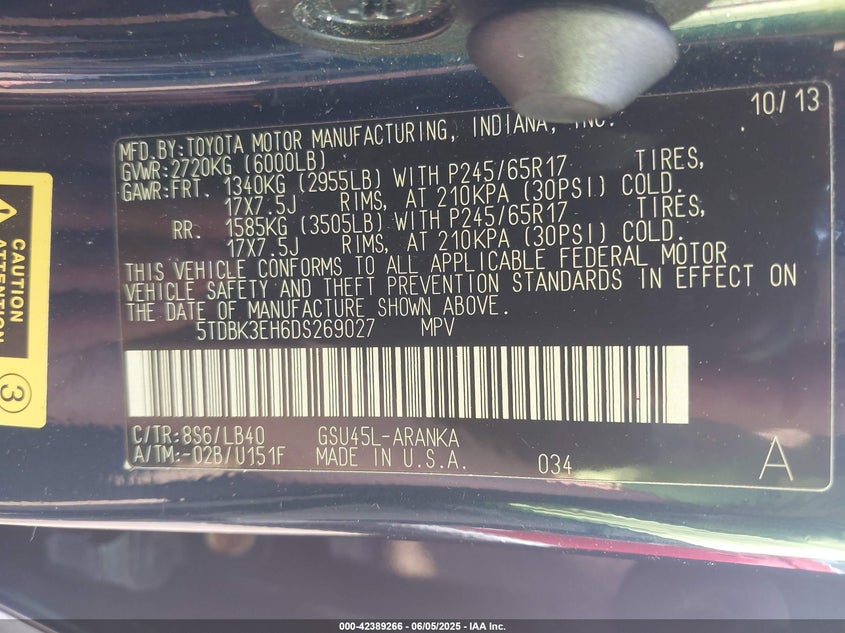 10/13
MFD.BY:TOYOTA MOTOR MANUFACTURING, INDIANA, INC.
GVWR:2720KG (6000LB)
GAWR:FRT. 1340KG (2955LB) WITH P245/65R17 TIRES,
17X7.5J RIMS, AT 210KPA (30PSI) COLD.
RR. 1585KG (3505LB) WITH P245/65R17 TIRES,
17X7.5J RIMS, AT 210KPA (30PSI) COLD.
THIS VEHICLE CONFORMS TO ALL APPLICABLE FEDERAL MOTOR
VEHICLE SAFETY AND THEFT PREVENTION STANDARDS IN EFFECT ON
THE DATE OF MANUFACTURE SHOWN ABOVE.
5TDBK3EH6DS269027 MPV
C/TR:8S6/LB40 GSU45L-ARANKA
A/TM:-02B/U151F MADE IN U.S.A. 034 A
CAUTION
ATTENTION
3
000-42389266 - 06/05/2025 - IAA Inc.